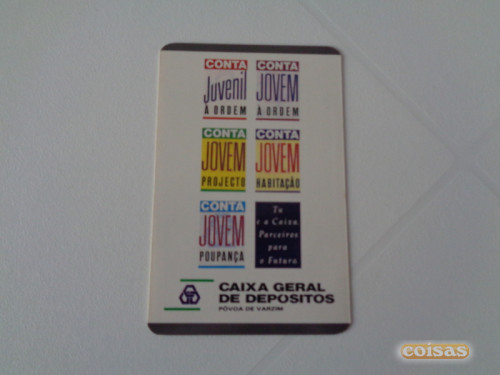 CONTA
Juvenil
À ORDEM
CONTA
JOVEM
À ORDEM
CONTA
JOVEM
PROJECTO
CONTA
JOVEM
HABITAÇÃO
CONTA
JOVEM
POUPANÇA
Tu
e a Caixa.
Parceiros
para
o Futuro.
CAIXA GERAL
DE DEPOSITOS
PÓVOA DE VARZIM
coisas